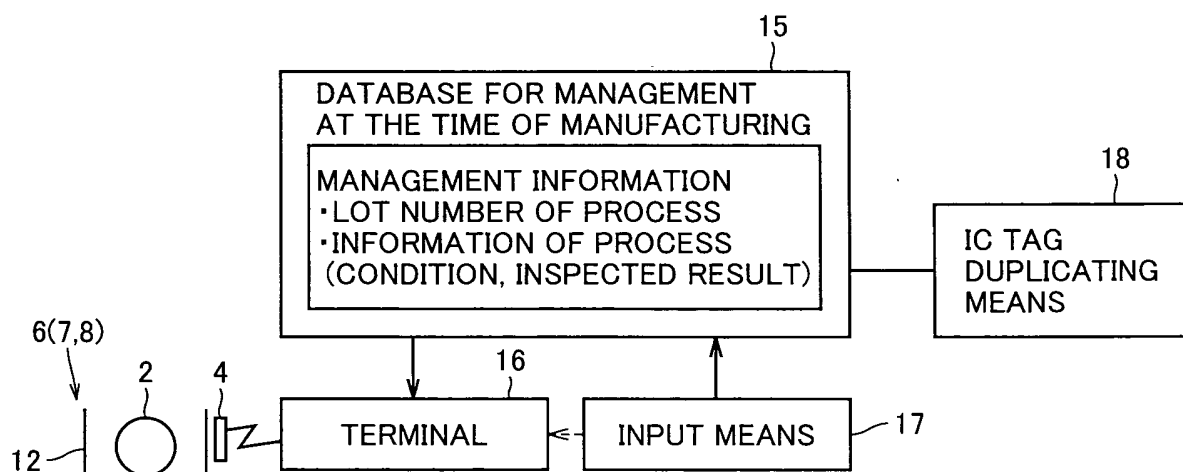 15
DATABASE FOR MANAGEMENT
AT THE TIME OF MANUFACTURING
MANAGEMENT INFORMATION
・LOT NUMBER OF PROCESS
・INFORMATION OF PROCESS
(CONDITION, INSPECTED RESULT)
18
IC TAG
DUPLICATING
MEANS
6(7,8)
2
4
16
12
TERMINAL
INPUT MEANS
17